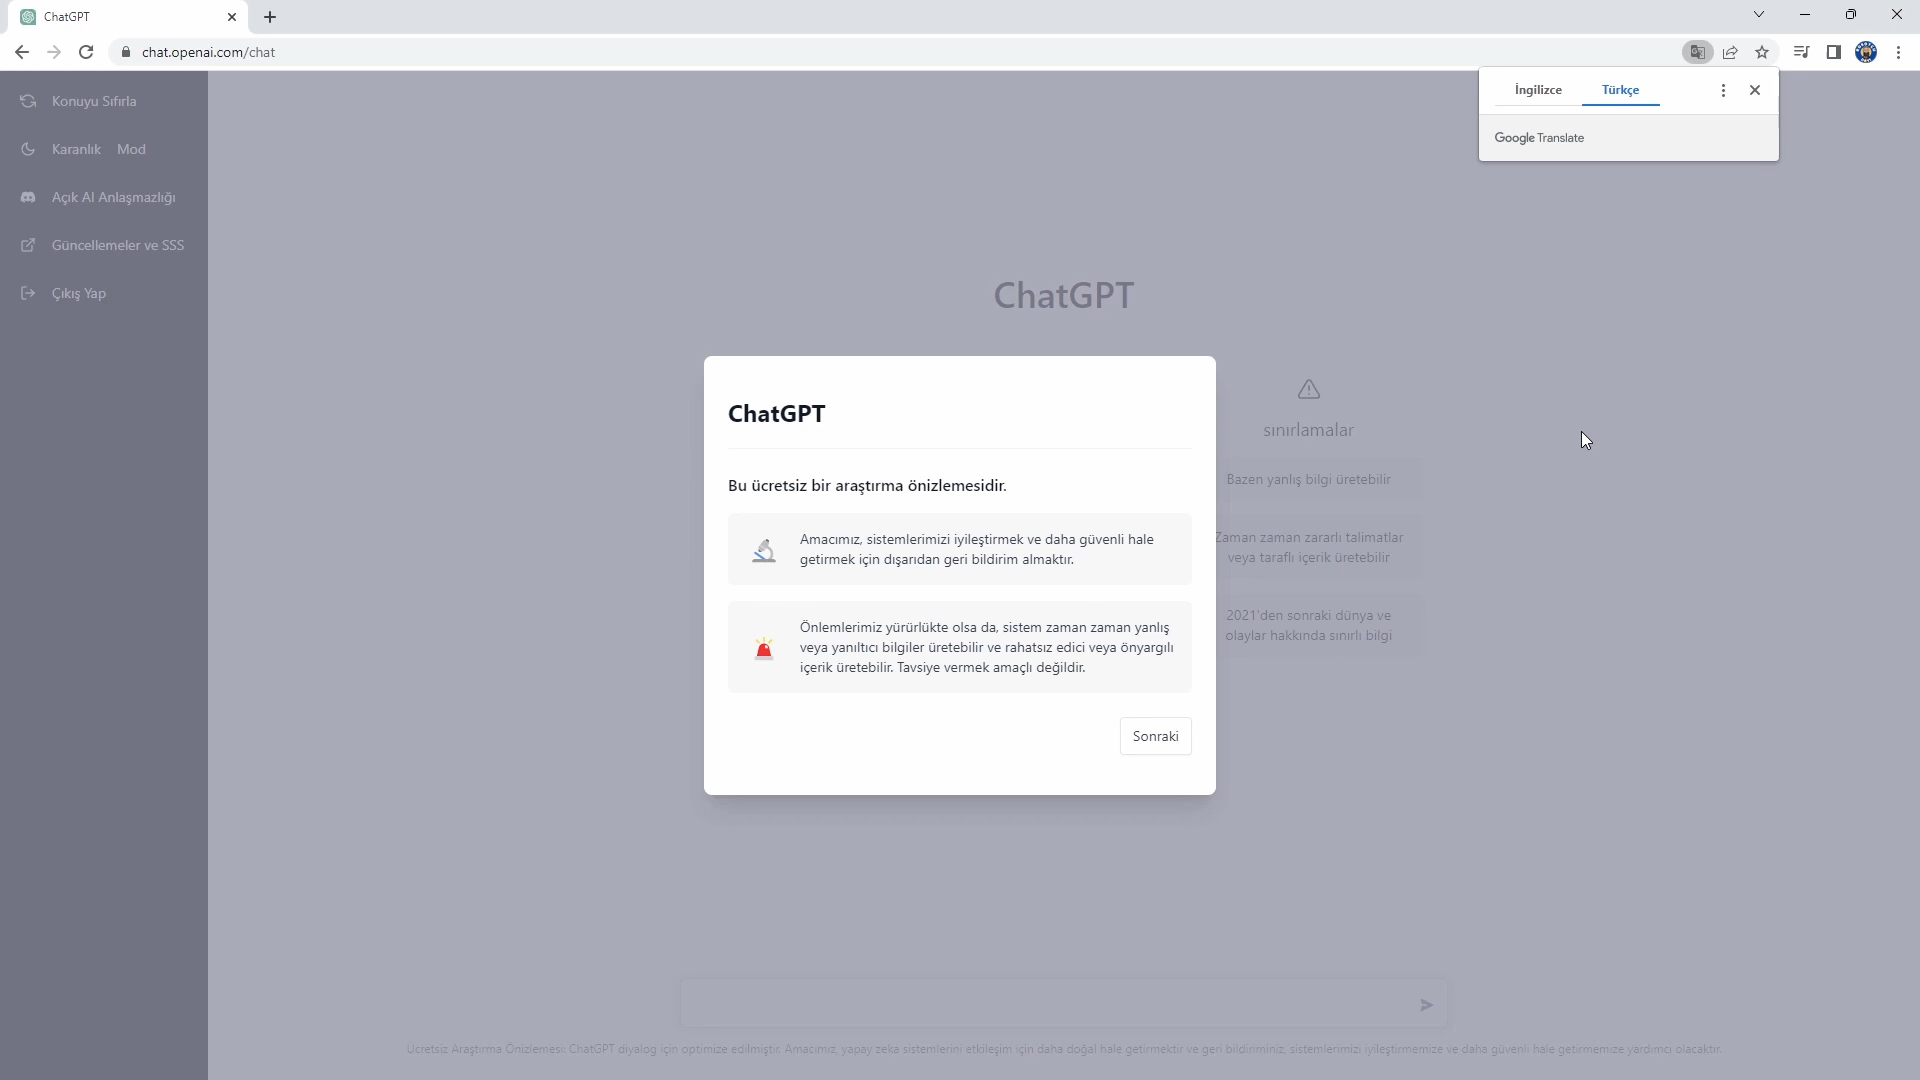 ChatGPT
chat.openai.com/chat
İngilizce
Türkçe
Google Translate
Konuyu Sıfırla
Karanlık Mod
Açık AI Anlaşmazlığı
Güncellemeler ve SSS
Çıkış Yap
ChatGPT
sınırlamalar
Bazen yanlış bilgi üretebilir
Zaman zaman zararlı talimatlar
veya taraflı içerik üretebilir
2021'den sonraki dünya ve
olaylar hakkında sınırlı bilgi
ChatGPT
Bu ücretsiz bir araştırma önizlemesidir.
Amacımız, sistemlerimizi iyileştirmek ve daha güvenli hale
getirmek için dışarıdan geri bildirim almaktır.
Önlemlerimiz yürürlükte olsa da, sistem zaman zaman yanlış
veya yanıltıcı bilgiler üretebilir ve rahatsız edici veya önyargılı
içerik üretebilir. Tavsiye vermek amaçlı değildir.
Sonraki
Ücretsiz Araştırma Önizlemesi: ChatGPT diyalog için optimize edilmiştir. Amacımız, yapay zeka sistemlerini etkileşim için daha doğal hale getirmektir ve geri bildiriminiz, sistemlerimizi iyileştirmemize ve daha güvenli hale getirmemize yardımcı olacaktır.